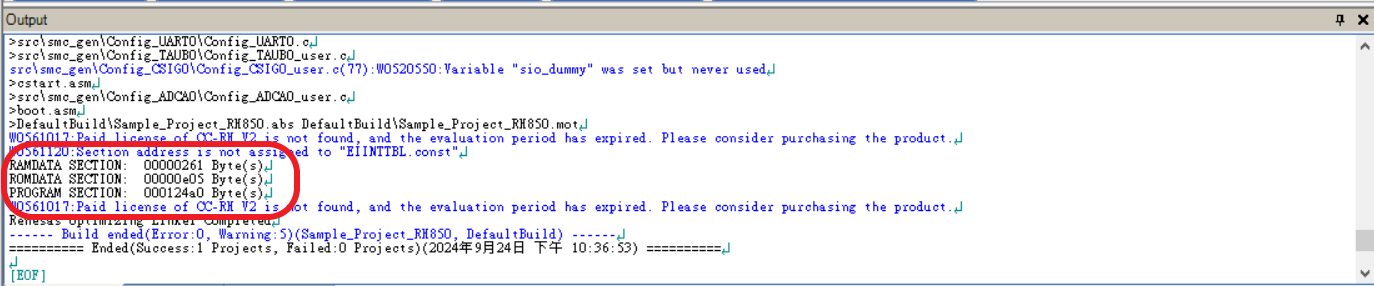 Output
>src\smc_gen\Config_UART0\Config_UART0.c
>src\smc_gen\Config_TAUB0\Config_TAUB0_user.c
src\smc_gen\Config_CSIG0\Config_CSIG0_user.c(77):W0520550:Variable "sio_dummy" was set but never used
>cstart.asm
>src\smc_gen\Config_ADCA0\Config_ADCA0_user.c
>boot.asm
>DefaultBuild\Sample_Project_RH850.abs DefaultBuild\Sample_Project_RH850.mot
W0561017:Paid license of CC-RH V2 is not found, and the evaluation period has expired. Please consider purchasing the product.
W0561120:Section address is not assigned to "EIINTTBL.const"
RAMDATA SECTION:  00000261 Byte(s)
ROMDATA SECTION:  00000e05 Byte(s)
PROGRAM SECTION:  000124a0 Byte(s)
W0561017:Paid license of CC-RH V2 is not found, and the evaluation period has expired. Please consider purchasing the product.
Renesas Optimizing Linker Completed
------ Build ended(Error:0, Warning:5)(Sample_Project_RH850, DefaultBuild) ------
========== Ended(Success:1 Projects, Failed:0 Projects)(2024年9月24日 下午 10:36:53) ==========
[EOF]